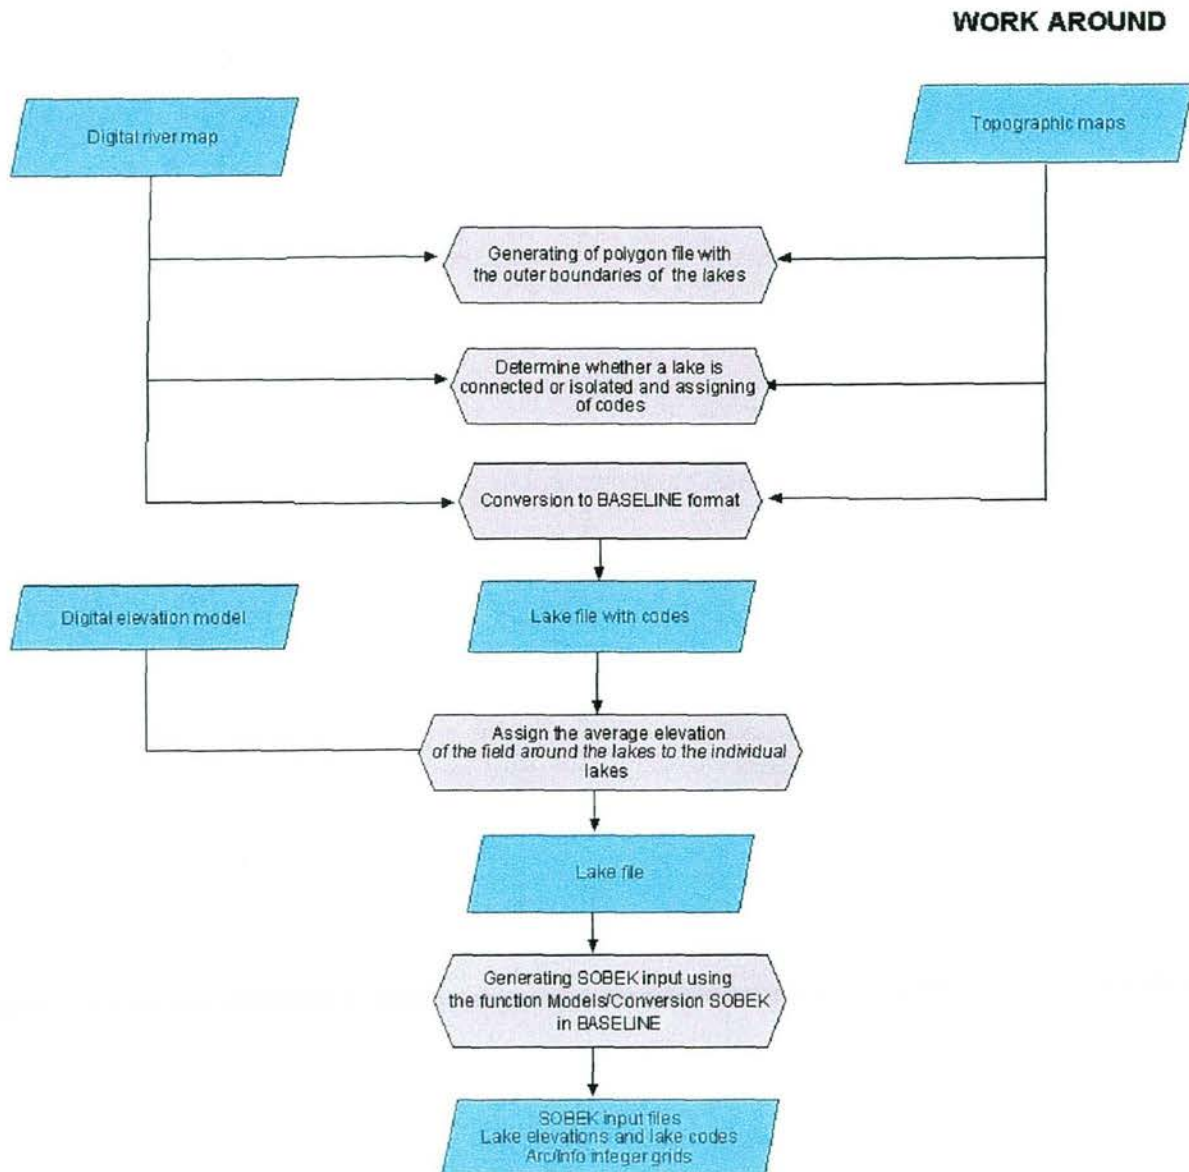 WORK AROUND
Digital river map
Topographic maps
Generating of polygon file with
the outer boundaries of the lakes
Determine whether a lake is
connected or isolated and assigning
of codes
Conversion to BASELINE format
Digital elevation model
Lake file with codes
Assign the average elevation
of the field around the lakes to the individual
lakes
Lake file
Generating SOBEK input using
the function Models/Conversion SOBEK
in BASELINE
SOBEK input files
Lake elevations and lake codes
Arc/Info integer grids